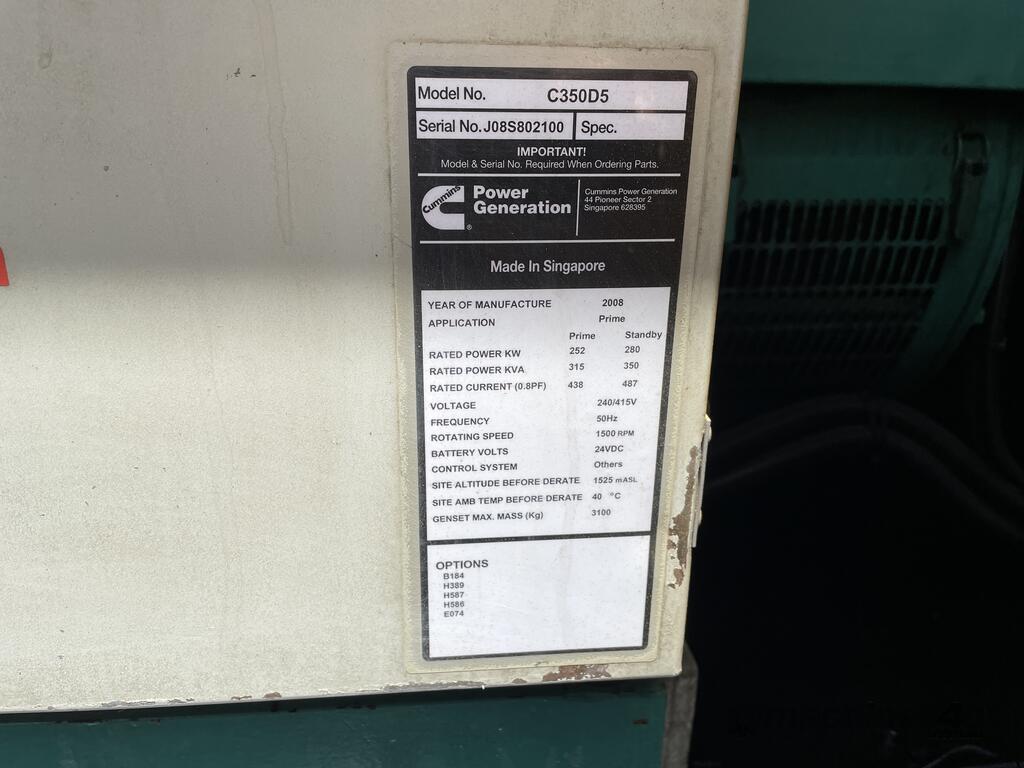 Model No. C350D5
Serial No. J08S802100 Spec.
IMPORTANT!
Model & Serial No. Required When Ordering Parts.
Cummins
Power
Generation
®
Cummins Power Generation
44 Pioneer Sector 2
Singapore 628395
Made In Singapore
YEAR OF MANUFACTURE 2008
APPLICATION Prime
Prime Standby
RATED POWER KW 252 280
RATED POWER KVA 315 350
RATED CURRENT (0.8PF) 438 487
VOLTAGE 240/415V
FREQUENCY 50Hz
ROTATING SPEED 1500 RPM
BATTERY VOLTS 24VDC
CONTROL SYSTEM Others
SITE ALTITUDE BEFORE DERATE 1525 mASL
SITE AMB TEMP BEFORE DERATE 40 °C
GENSET MAX. MASS (Kg) 3100
OPTIONS
B184
H389
H587
H586
E074